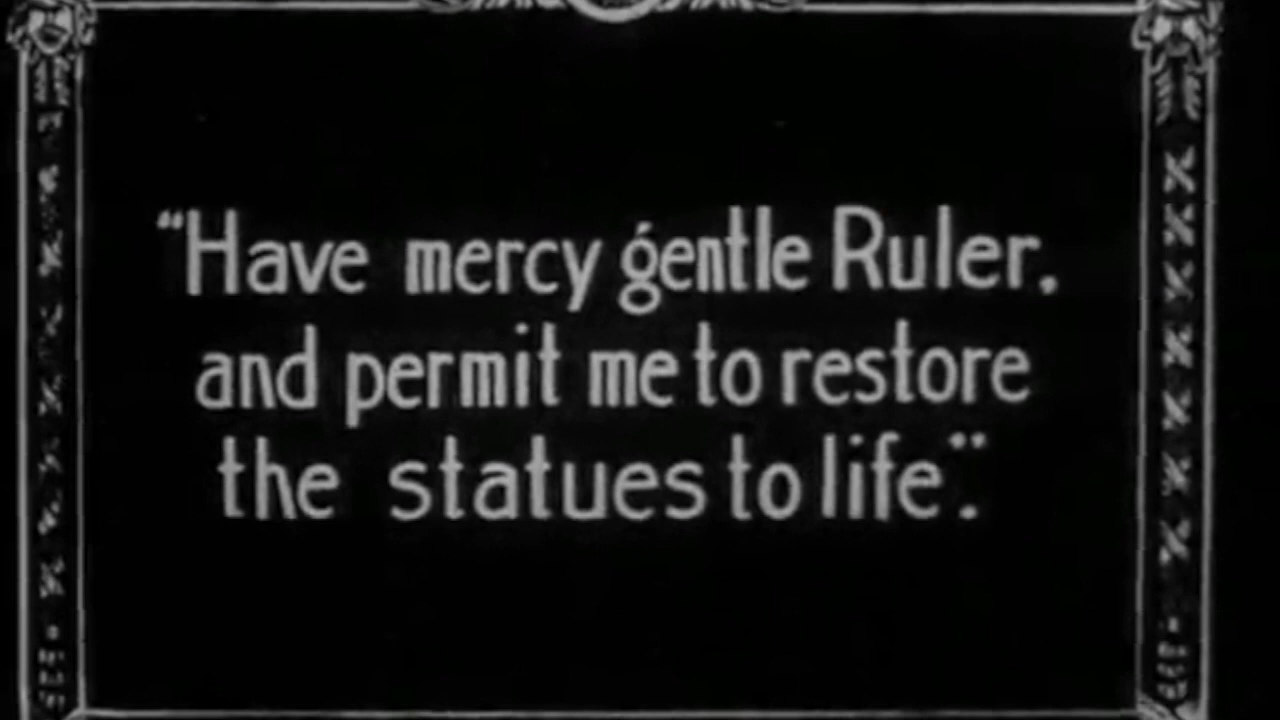 “Have mercy gentle Ruler.
and permit me to restore
the statues to life”.